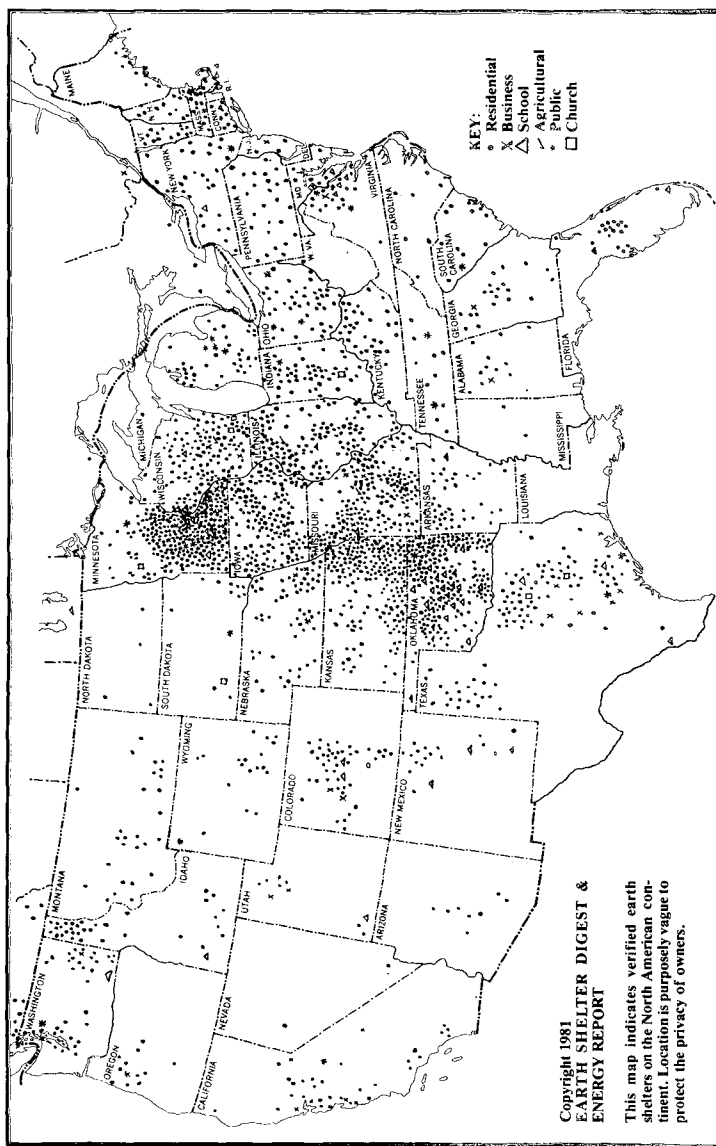 WASHINGTON
MONTANA
NORTH DAKOTA
MINNESOTA
MICHIGAN
WISCONSIN
MAINE
VT
N H
MASS
CONN
R.I.
NEW YORK
OREGON
IDAHO
WYOMING
SOUTH DAKOTA
IOWA
ILLINOIS
INDIANA
OHIO
PENNSYLVANIA
N J
MD
DEL
W VA
VIRGINIA
CALIFORNIA
NEVADA
UTAH
COLORADO
NEBRASKA
KANSAS
MISSOURI
KENTUCKY
NORTH CAROLINA
ARIZONA
NEW MEXICO
TEXAS
OKLAHOMA
ARKANSAS
TENNESSEE
SOUTH
CAROLINA
LOUISIANA
MISSISSIPPI
ALABAMA
GEORGIA
FLORIDA
KEY:
Residential
Business
School
Agricultural
Public
Church
Copyright 1981
EARTH SHELTER DIGEST &
ENERGY REPORT
This map indicates verified earth
shelters on the North American con-
tinent. Location is purposely vague to
protect the privacy of owners.